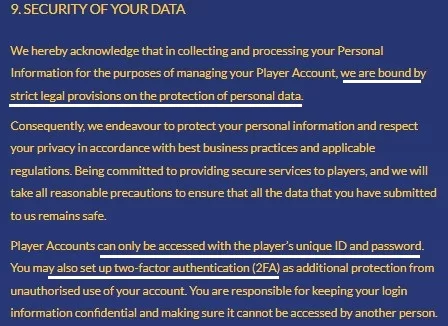 9. SECURITY OF YOUR DATA
We hereby acknowledge that in collecting and processing your Personal
Information for the purposes of managing your Player Account, we are bound by
strict legal provisions on the protection of personal data.
Consequently, we endeavour to protect your personal information and respect
your privacy in accordance with best business practices and applicable
regulations. Being committed to providing secure services to players, and we will
take all reasonable precautions to ensure that all the data that you have submitted
to us remains safe.
Player Accounts can only be accessed with the player's unique ID and password.
You may also set up two-factor authentication (2FA) as additional protection from
unauthorised use of your account. You are responsible for keeping your login
information confidential and making sure it cannot be accessed by another person.